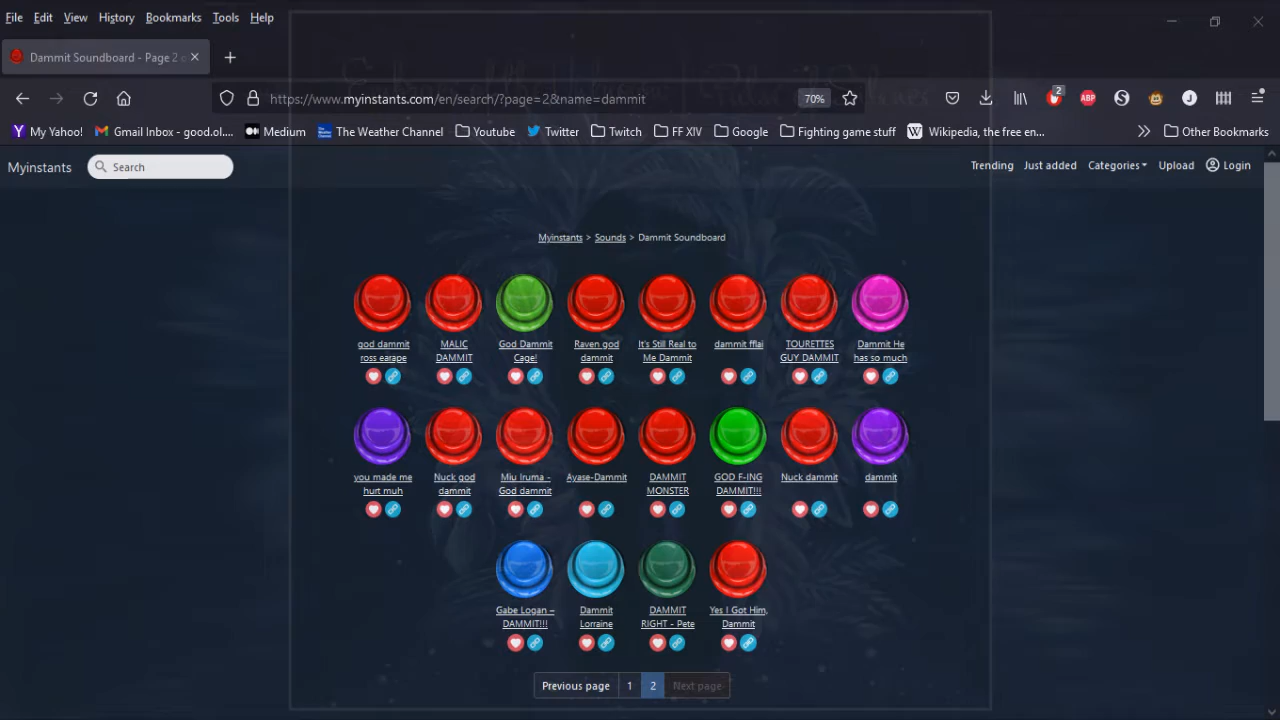 File Edit View History Bookmarks Tools Help
Dammit Soundboard - Page 2
https://www.myinstants.com/en/search/?page=2&name=dammit 70% 2 ABP
My Yahoo! Gmail Inbox - good.ol.... Medium The Weather Channel Youtube Twitter Twitch FF XIV Google Fighting game stuff Wikipedia, the free en... Other Bookmarks
Myinstants Search Trending Just added Categories Upload Login
Myinstants > Sounds > Dammit Soundboard
god dammit MALIC God Dammit Raven god It's Still Real to dammit fflai TOURETTES Dammit He
ross earape DAMMIT Cage! dammit Me Dammit GUY DAMMIT has so much
you made me Nuck god Miu Iruma - Ayase-Dammit DAMMIT GOD F-ING Nuck dammit dammit
hurt muh dammit God dammit MONSTER DAMMIT!!!
Gabe Logan – Dammit DAMMIT Yes I Got Him,
DAMMIT!!! Lorraine RIGHT - Pete Dammit
Previous page 1 2 Next page